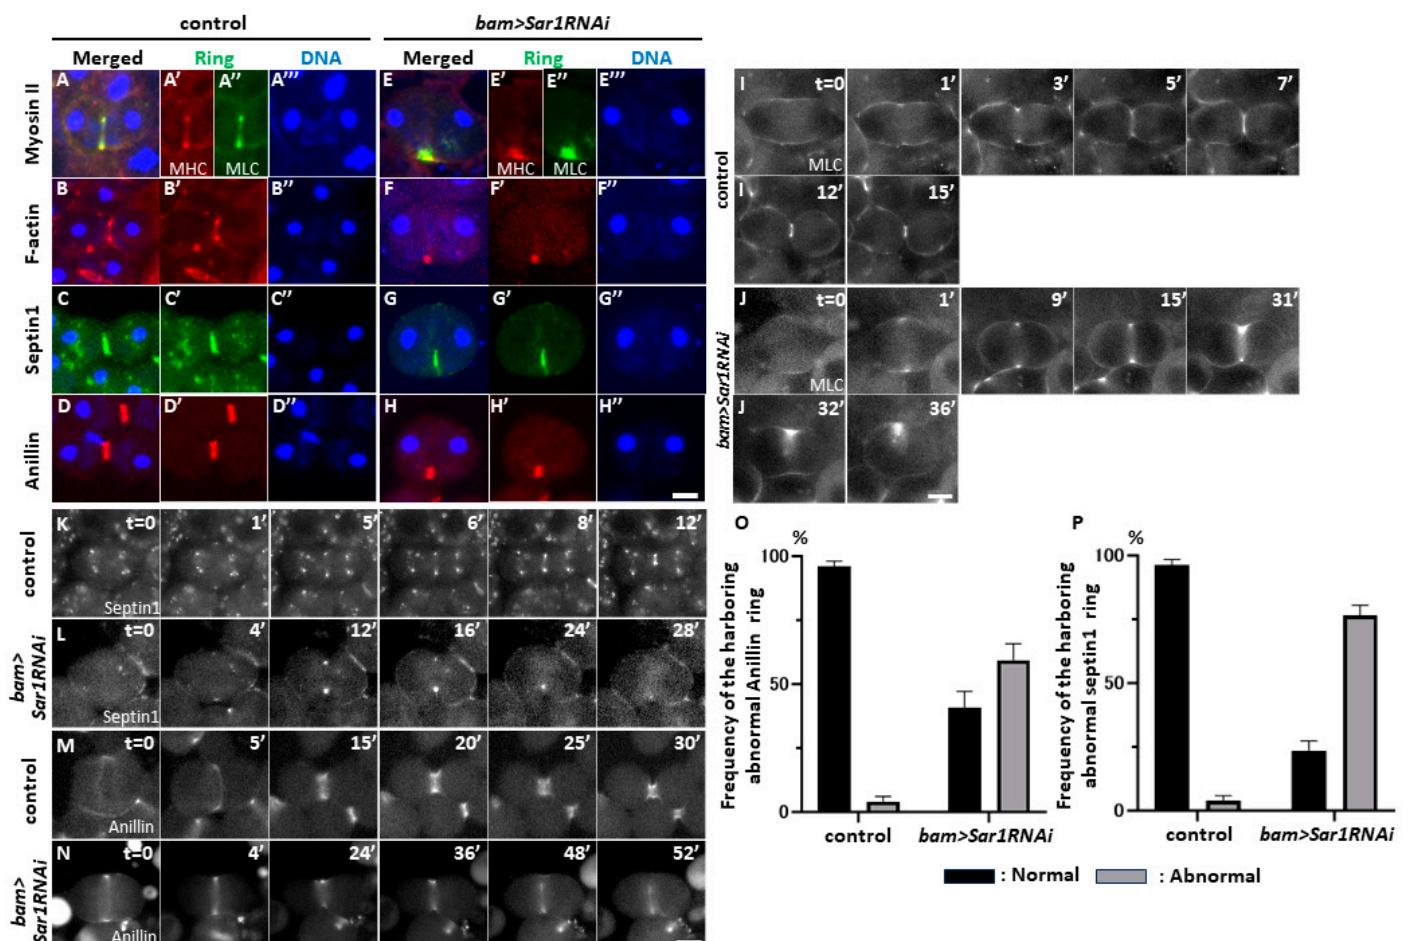 control
bam>Sar1RNAi
Merged Ring DNA Merged Ring DNA
Myosin II
A A′ A″ A‴ E E′ E″ E‴
MHC MLC MHC MLC
F-actin
B B′ B″ F F′ F″
Septin1
C C′ C″ G G′ G″
Anillin
D D′ D″ H H′ H″
control
I t=0 1′ 3′ 5′ 7′
MLC
I 12′ 15′
bam>Sar1RNAi
J t=0 1′ 9′ 15′ 31′
MLC
J 32′ 36′
control
K t=0 1′ 5′ 6′ 8′ 12′
Septin1
bam>
Sar1RNAi
L t=0 4′ 12′ 16′ 24′ 28′
Septin1
control
M t=0 5′ 15′ 20′ 25′ 30′
Anillin
bam>
Sar1RNAi
N t=0 4′ 24′ 36′ 48′ 52′
Anillin
O
%
Frequency of the harboring
abnormal Anillin ring
100
50
0
control bam>Sar1RNAi
P
%
Frequency of the harboring
abnormal septin1 ring
100
50
0
control bam>Sar1RNAi
: Normal : Abnormal